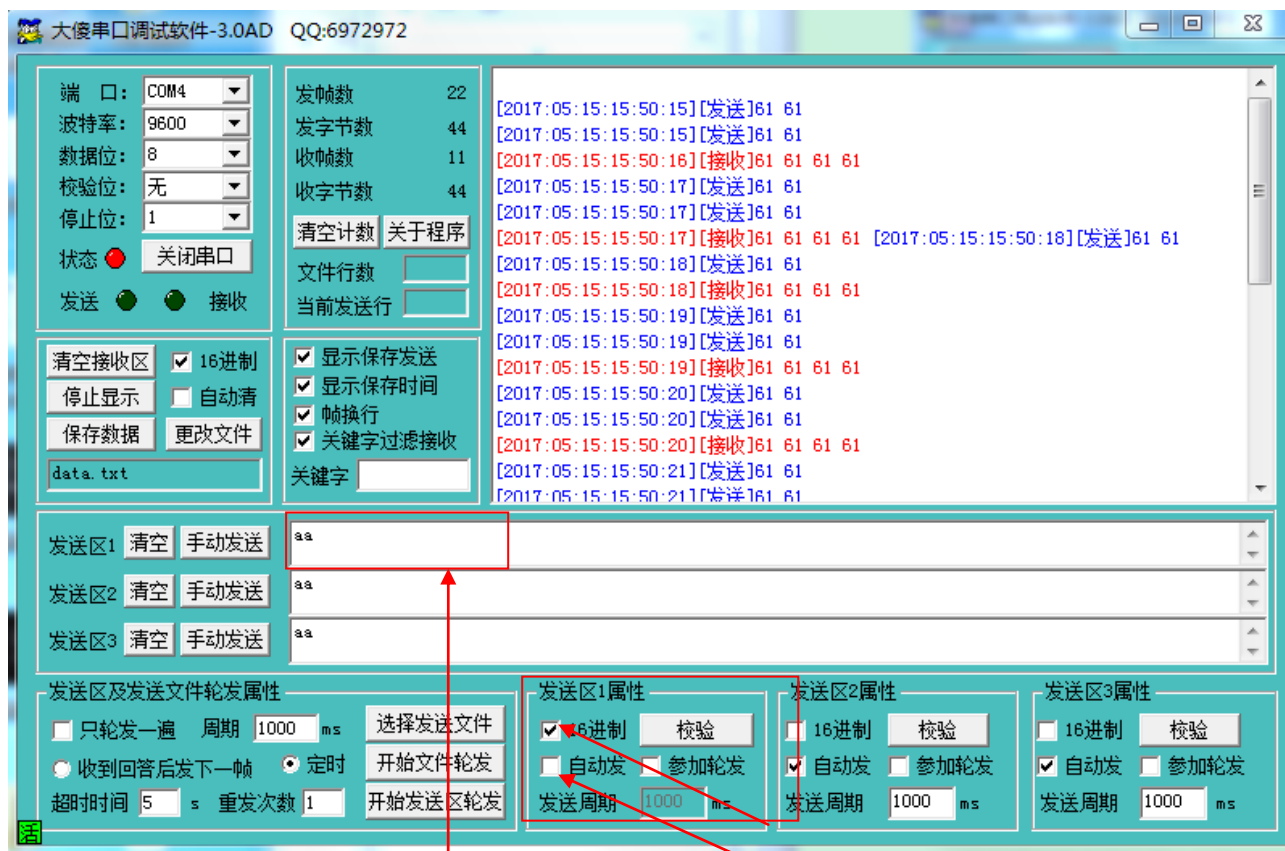 大傻串口调试软件-3.0AD QQ:6972972
端 口: COM4
波特率: 9600
数据位: 8
校验位: 无
停止位: 1
状态 关闭串口
发送 接收
发帧数 22
发字节数 44
收帧数 11
收字节数 44
清空计数 关于程序
文件行数
当前发送行
[2017:05:15:15:50:15][发送]61 61
[2017:05:15:15:50:15][发送]61 61
[2017:05:15:15:50:16][接收]61 61 61 61
[2017:05:15:15:50:17][发送]61 61
[2017:05:15:15:50:17][发送]61 61
[2017:05:15:15:50:17][接收]61 61 61 61 [2017:05:15:15:50:18][发送]61 61
[2017:05:15:15:50:18][发送]61 61
[2017:05:15:15:50:18][接收]61 61 61 61
[2017:05:15:15:50:19][发送]61 61
[2017:05:15:15:50:19][发送]61 61
[2017:05:15:15:50:19][接收]61 61 61 61
[2017:05:15:15:50:20][发送]61 61
[2017:05:15:15:50:20][发送]61 61
[2017:05:15:15:50:20][接收]61 61 61 61
[2017:05:15:15:50:21][发送]61 61
[2017:05:15:15:50:21][发送]61 61
清空接收区 16进制
停止显示 自动清
保存数据 更改文件
data.txt
显示保存发送
显示保存时间
帧换行
关键字过滤接收
关键字
发送区1 清空 手动发送 aa
发送区2 清空 手动发送 aa
发送区3 清空 手动发送 aa
发送区及发送文件轮发属性
只轮发一遍 周期 1000 ms 选择发送文件
收到回答后发下一帧 定时 开始文件轮发
超时时间 5 s 重发次数 1 开始发送区轮发
发送区1属性
16进制 校验
自动发 参加轮发
发送周期 1000 ms
发送区2属性
16进制 校验
自动发 参加轮发
发送周期 1000 ms
发送区3属性
16进制 校验
自动发 参加轮发
发送周期 1000 ms
活